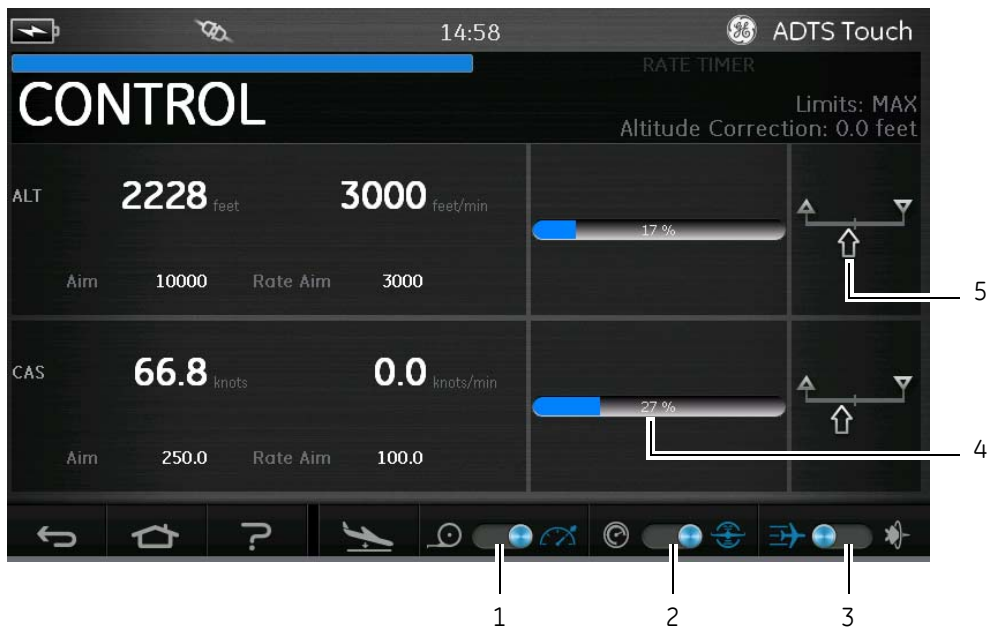 14:58
ADTS Touch
RATE TIMER
CONTROL
Limits: MAX
Altitude Correction: 0.0 feet
ALT 2228 feet 3000 feet/min
17 %
Aim 10000 Rate Aim 3000
5
CAS 66.8 knots 0.0 knots/min
27 %
4
Aim 250.0 Rate Aim 100.0
?
1 2 3